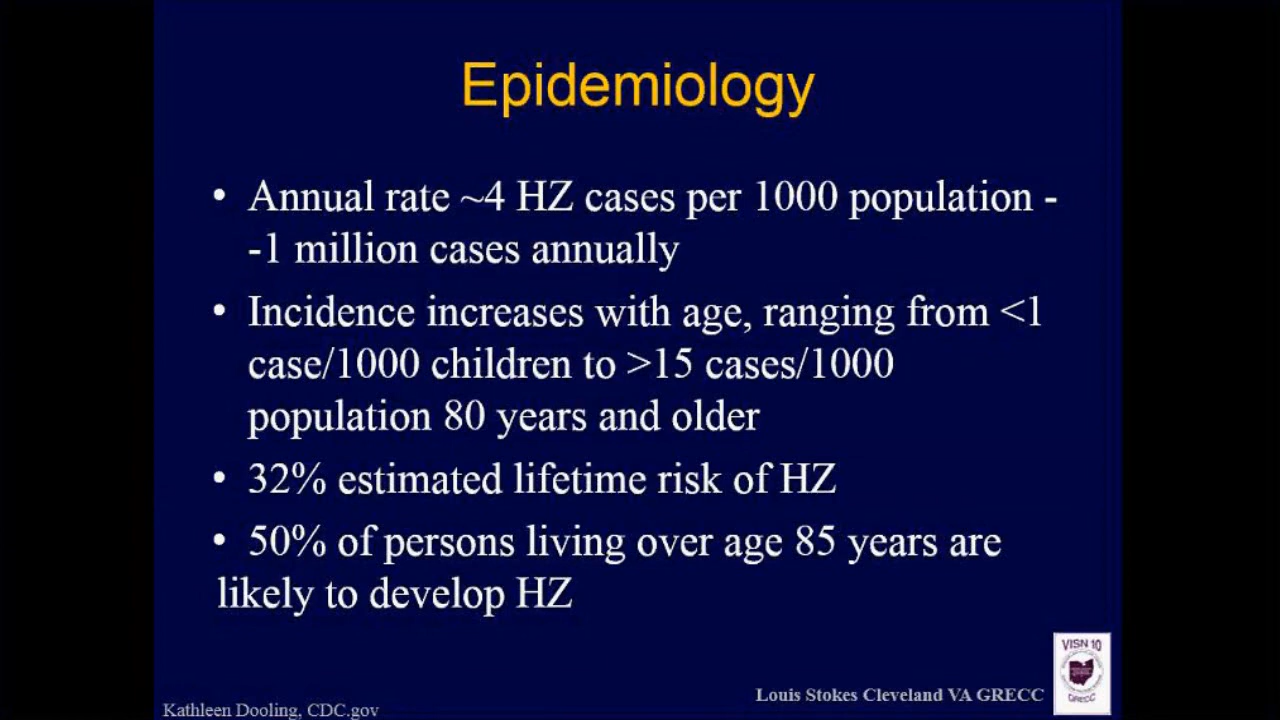 Epidemiology
• Annual rate ~4 HZ cases per 1000 population -
-1 million cases annually
• Incidence increases with age, ranging from <1
case/1000 children to >15 cases/1000
population 80 years and older
• 32% estimated lifetime risk of HZ
• 50% of persons living over age 85 years are
likely to develop HZ
VISN 10
GRECC
Louis Stokes Cleveland VA GRECC
Kathleen Dooling, CDC.gov